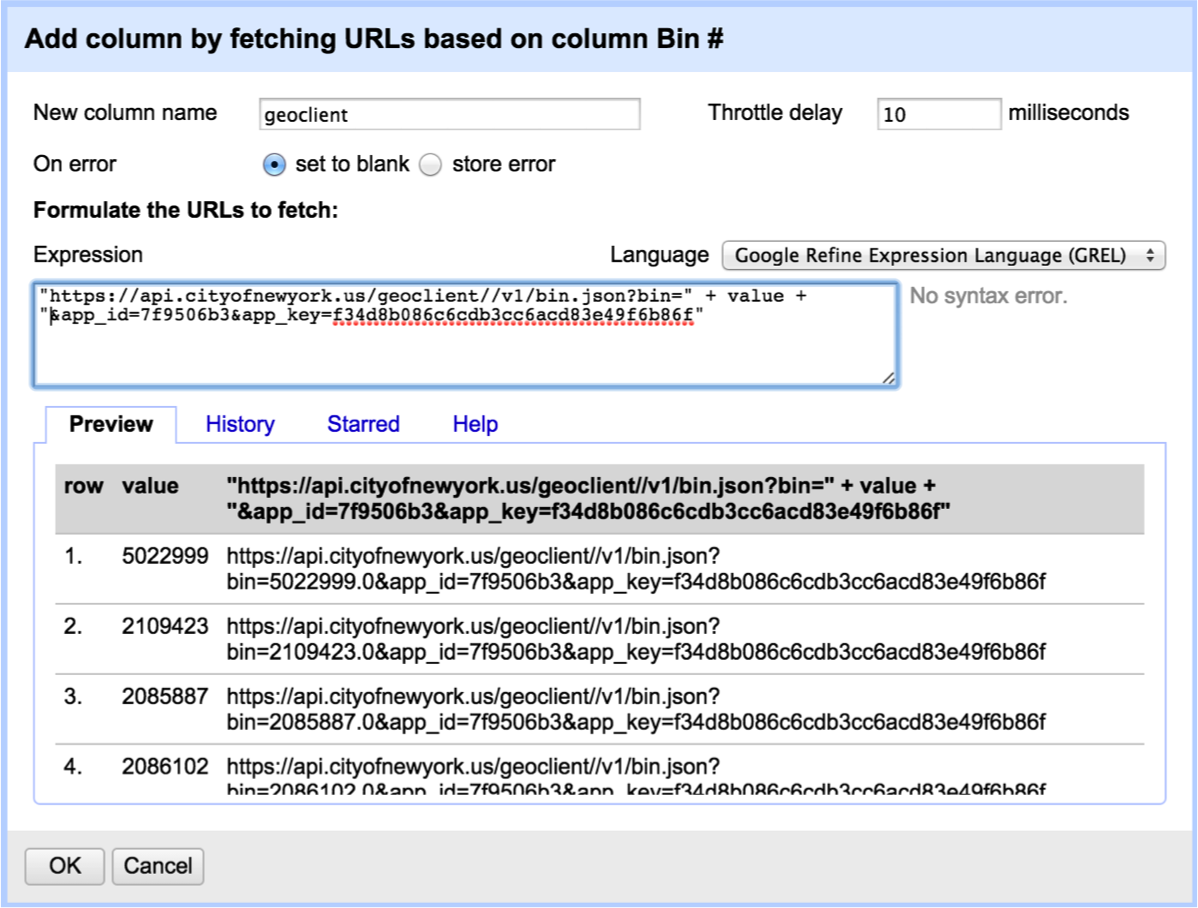 Add column by fetching URLs based on column Bin #
New column name geoclient Throttle delay 10 milliseconds
On error set to blank store error
Formulate the URLs to fetch:
Expression Language Google Refine Expression Language (GREL)
"https://api.cityofnewyork.us/geoclient//v1/bin.json?bin=" + value + No syntax error.
"&app_id=7f9506b3&app_key=f34d8b086c6cdb3cc6acd83e49f6b86f"
Preview History Starred Help
row value "https://api.cityofnewyork.us/geoclient//v1/bin.json?bin=" + value +
"&app_id=7f9506b3&app_key=f34d8b086c6cdb3cc6acd83e49f6b86f"
1. 5022999 https://api.cityofnewyork.us/geoclient//v1/bin.json?
bin=5022999.0&app_id=7f9506b3&app_key=f34d8b086c6cdb3cc6acd83e49f6b86f
2. 2109423 https://api.cityofnewyork.us/geoclient//v1/bin.json?
bin=2109423.0&app_id=7f9506b3&app_key=f34d8b086c6cdb3cc6acd83e49f6b86f
3. 2085887 https://api.cityofnewyork.us/geoclient//v1/bin.json?
bin=2085887.0&app_id=7f9506b3&app_key=f34d8b086c6cdb3cc6acd83e49f6b86f
4. 2086102 https://api.cityofnewyork.us/geoclient//v1/bin.json?
bin=2086102.0&app_id=7f9506b3&app_key=f34d8b086c6cdb3cc6acd83e49f6b86f
OK Cancel